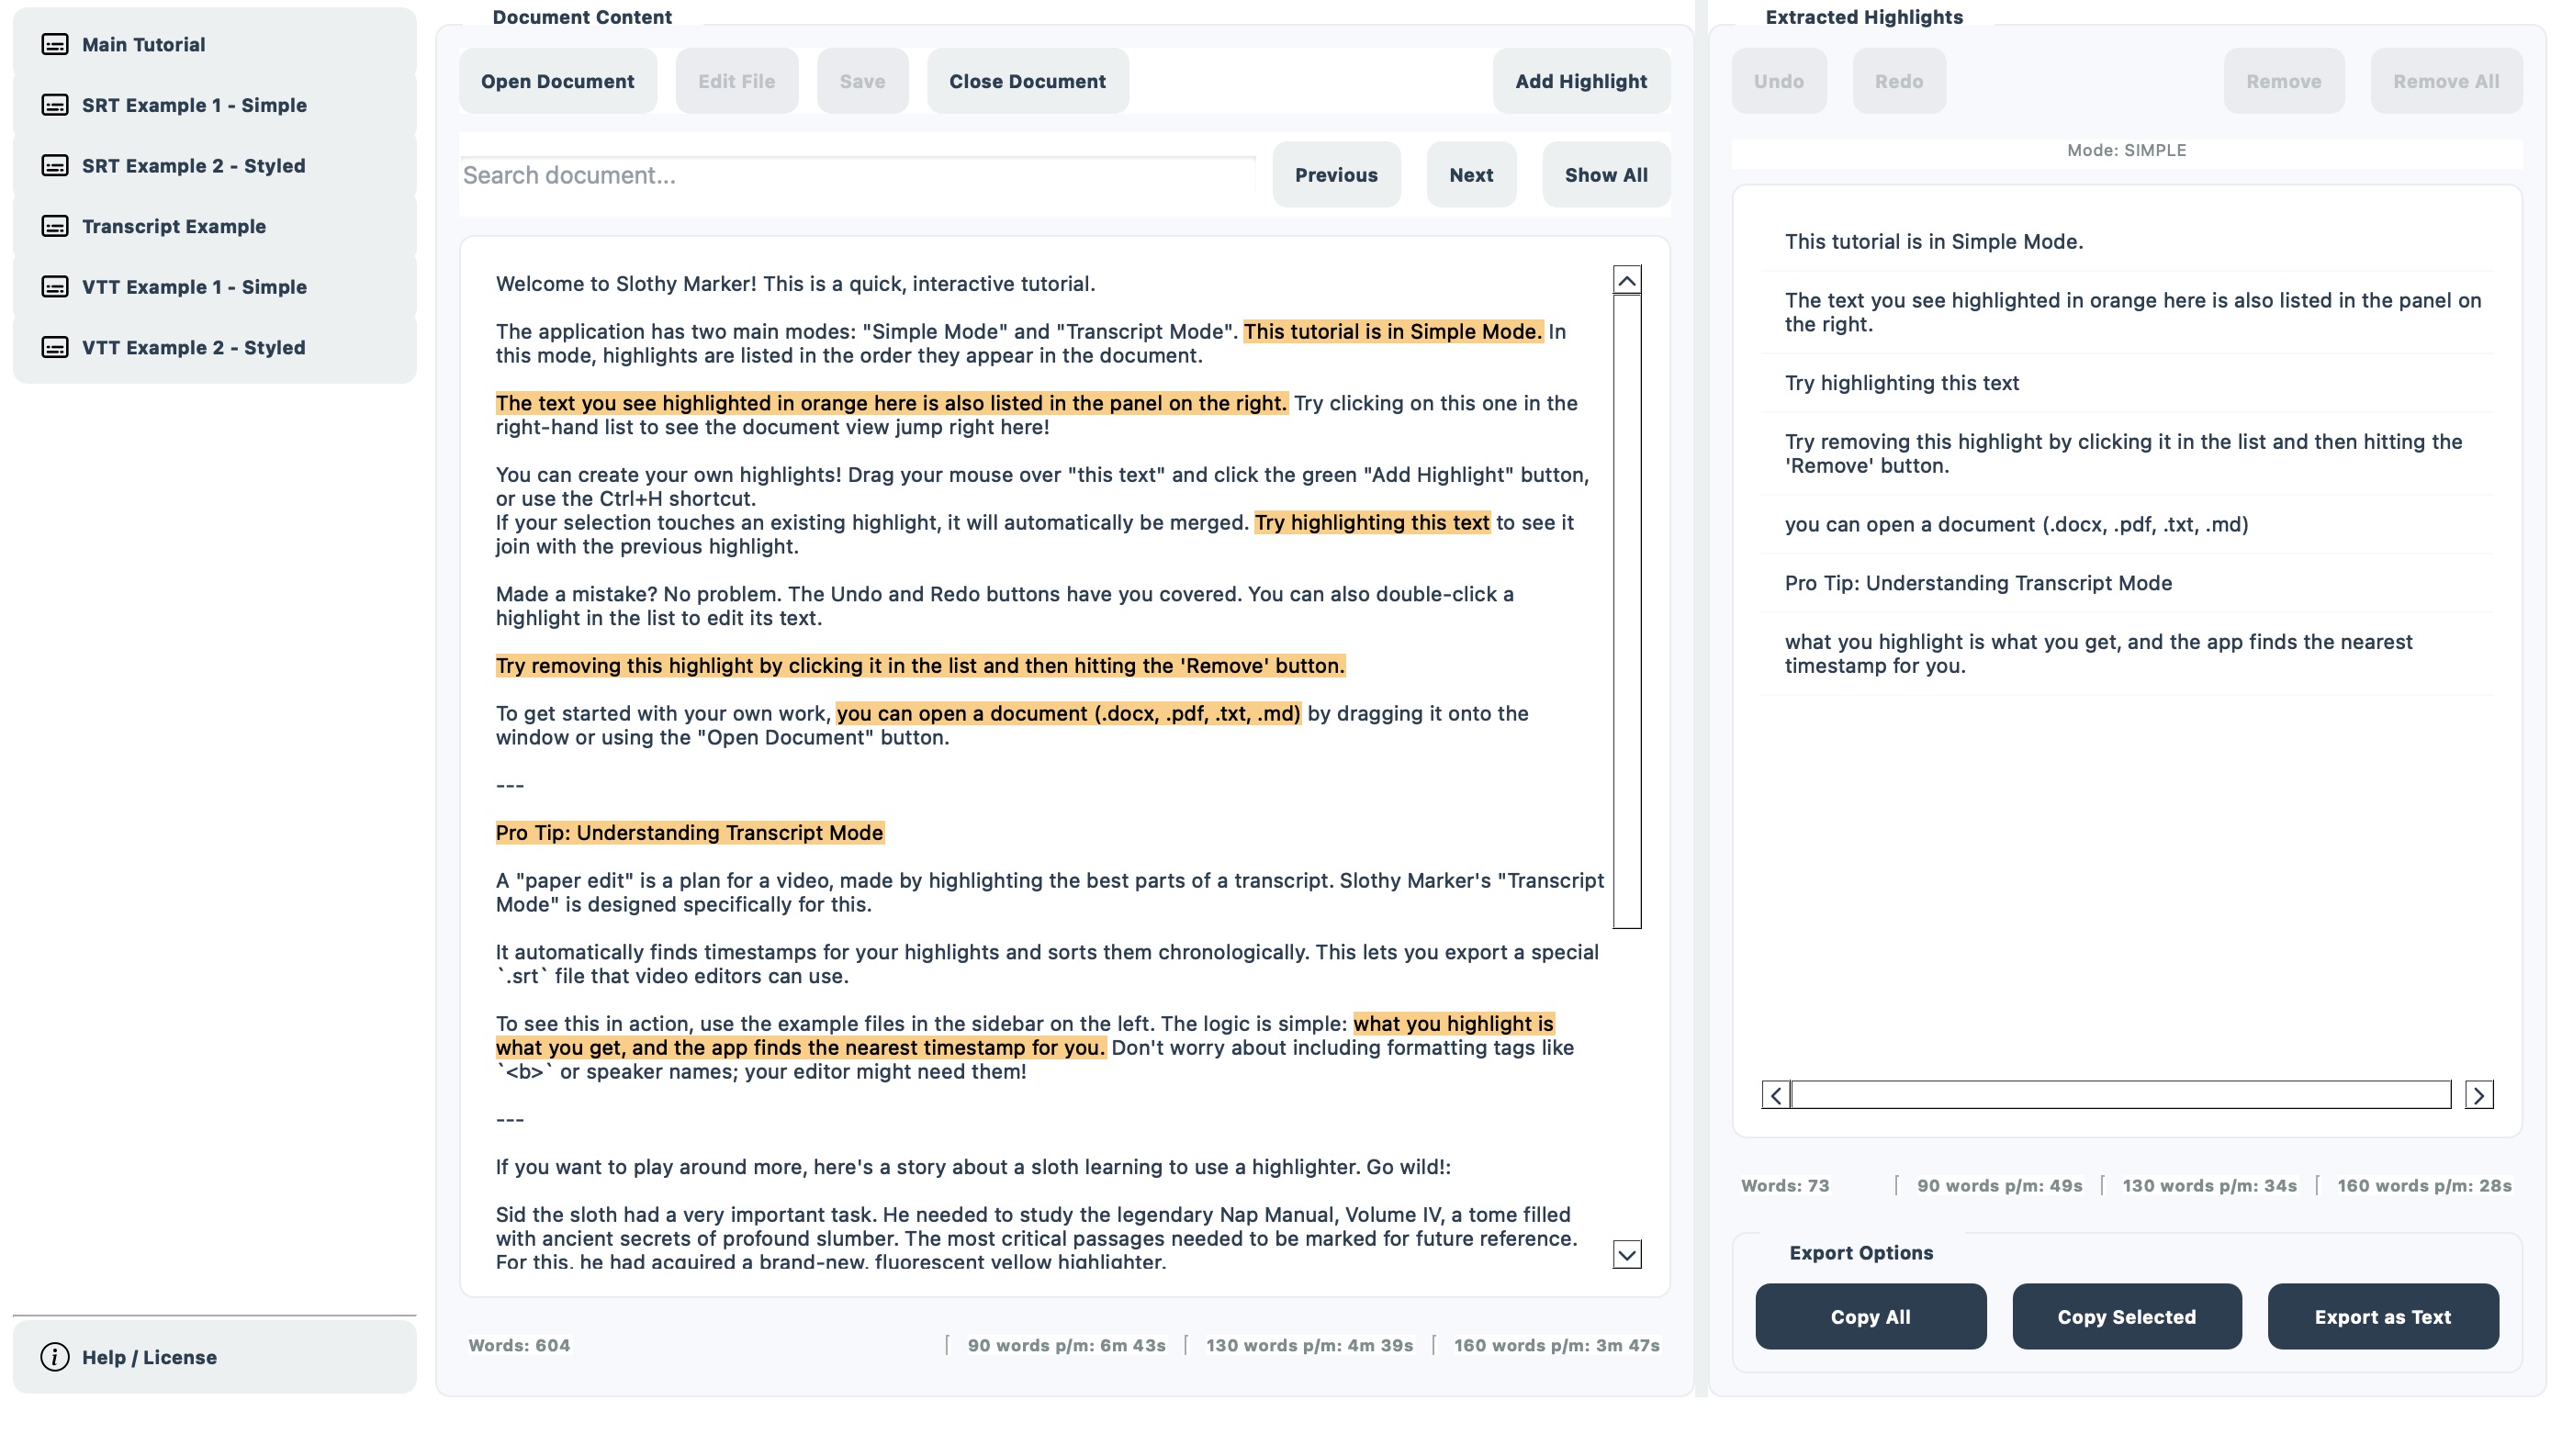 Main Tutorial
SRT Example 1 - Simple
SRT Example 2 - Styled
Transcript Example
VTT Example 1 - Simple
VTT Example 2 - Styled
Help / License
Document Content
Open Document
Edit File
Save
Close Document
Add Highlight
Search document...
Previous
Next
Show All
Welcome to Slothy Marker! This is a quick, interactive tutorial.
The application has two main modes: "Simple Mode" and "Transcript Mode". This tutorial is in Simple Mode. In
this mode, highlights are listed in the order they appear in the document.
The text you see highlighted in orange here is also listed in the panel on the right. Try clicking on this one in the
right-hand list to see the document view jump right here!
You can create your own highlights! Drag your mouse over "this text" and click the green "Add Highlight" button,
or use the Ctrl+H shortcut.
If your selection touches an existing highlight, it will automatically be merged. Try highlighting this text to see it
join with the previous highlight.
Made a mistake? No problem. The Undo and Redo buttons have you covered. You can also double-click a
highlight in the list to edit its text.
Try removing this highlight by clicking it in the list and then hitting the 'Remove' button.
To get started with your own work, you can open a document (.docx, .pdf, .txt, .md) by dragging it onto the
window or using the "Open Document" button.
---
Pro Tip: Understanding Transcript Mode
A "paper edit" is a plan for a video, made by highlighting the best parts of a transcript. Slothy Marker's "Transcript
Mode" is designed specifically for this.
It automatically finds timestamps for your highlights and sorts them chronologically. This lets you export a special
`.srt` file that video editors can use.
To see this in action, use the example files in the sidebar on the left. The logic is simple: what you highlight is
what you get, and the app finds the nearest timestamp for you. Don't worry about including formatting tags like
`<b>` or speaker names; your editor might need them!
---
If you want to play around more, here's a story about a sloth learning to use a highlighter. Go wild!:
Sid the sloth had a very important task. He needed to study the legendary Nap Manual, Volume IV, a tome filled
with ancient secrets of profound slumber. The most critical passages needed to be marked for future reference.
For this, he had acquired a brand-new, fluorescent yellow highlighter.
Words: 604
90 words p/m: 6m 43s
130 words p/m: 4m 39s
160 words p/m: 3m 47s
Extracted Highlights
Undo
Redo
Remove
Remove All
Mode: SIMPLE
This tutorial is in Simple Mode.
The text you see highlighted in orange here is also listed in the panel on
the right.
Try highlighting this text
Try removing this highlight by clicking it in the list and then hitting the
'Remove' button.
you can open a document (.docx, .pdf, .txt, .md)
Pro Tip: Understanding Transcript Mode
what you highlight is what you get, and the app finds the nearest
timestamp for you.
Words: 73
90 words p/m: 49s
130 words p/m: 34s
160 words p/m: 28s
Export Options
Copy All
Copy Selected
Export as Text